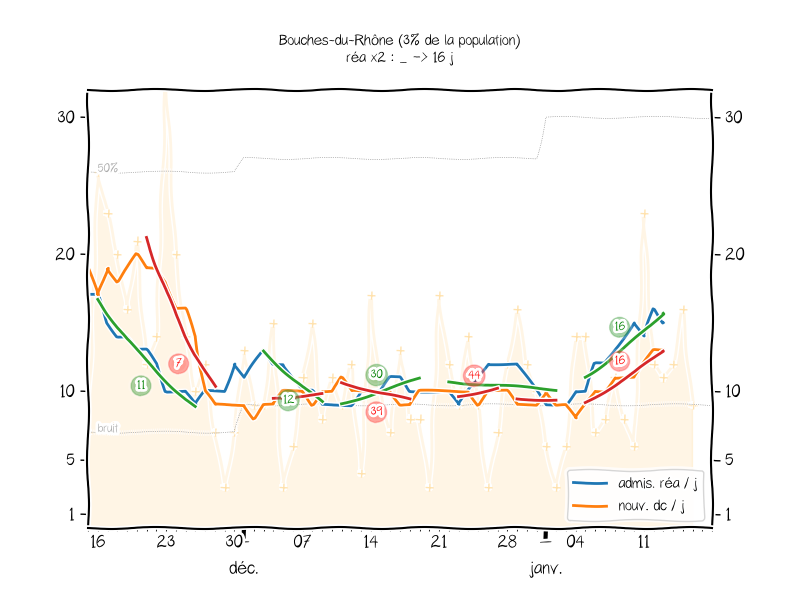 Bouches-du-Rhône (3% de la population)
réa x2 : _ -> 16 j
30
30
50%
20
20
16
16
7
11
44
30
12
39
10
10
bruit
5
5
admis. réa / j
nouv. dc / j
1
1
16 23 30 07 14 21 28 04 11
déc. janv.